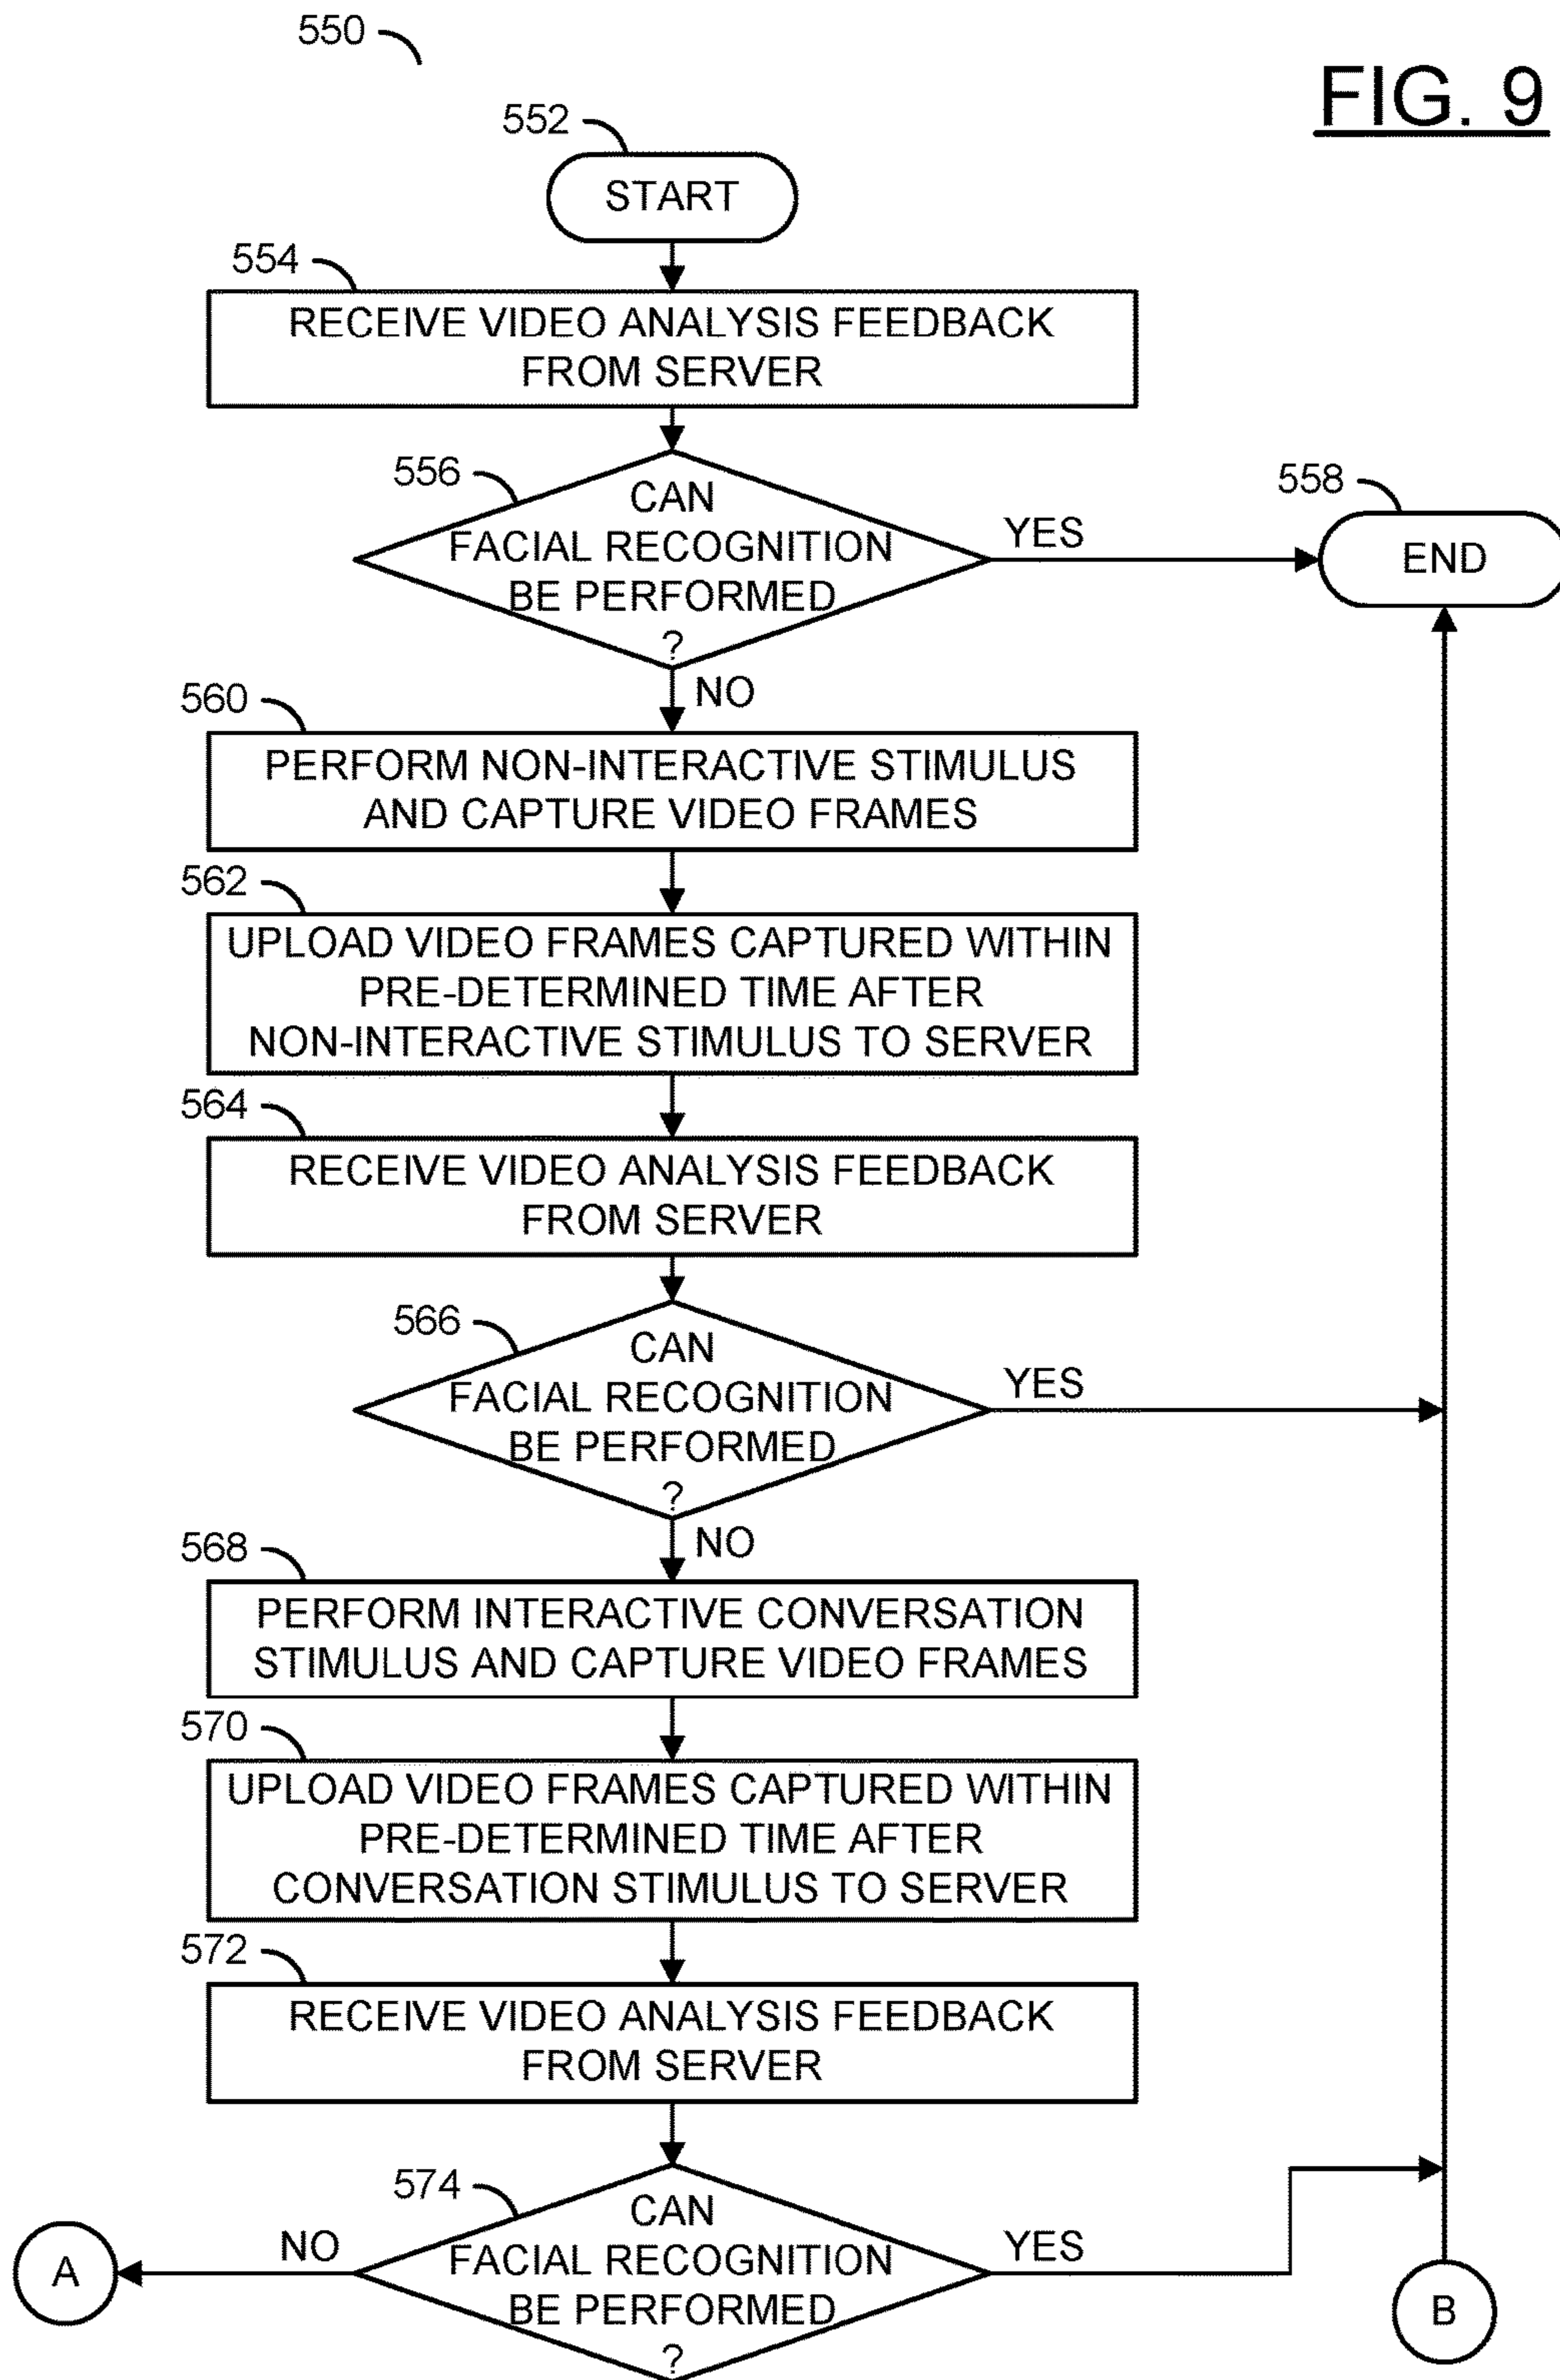 550
FIG. 9
552
START
554
RECEIVE VIDEO ANALYSIS FEEDBACK
FROM SERVER
556
CAN
FACIAL RECOGNITION
BE PERFORMED
?
YES
558
END
NO
560
PERFORM NON-INTERACTIVE STIMULUS
AND CAPTURE VIDEO FRAMES
562
UPLOAD VIDEO FRAMES CAPTURED WITHIN
PRE-DETERMINED TIME AFTER
NON-INTERACTIVE STIMULUS TO SERVER
564
RECEIVE VIDEO ANALYSIS FEEDBACK
FROM SERVER
566
CAN
FACIAL RECOGNITION
BE PERFORMED
?
YES
NO
568
PERFORM INTERACTIVE CONVERSATION
STIMULUS AND CAPTURE VIDEO FRAMES
570
UPLOAD VIDEO FRAMES CAPTURED WITHIN
PRE-DETERMINED TIME AFTER
CONVERSATION STIMULUS TO SERVER
572
RECEIVE VIDEO ANALYSIS FEEDBACK
FROM SERVER
574
CAN
FACIAL RECOGNITION
BE PERFORMED
?
NO
A
YES
B